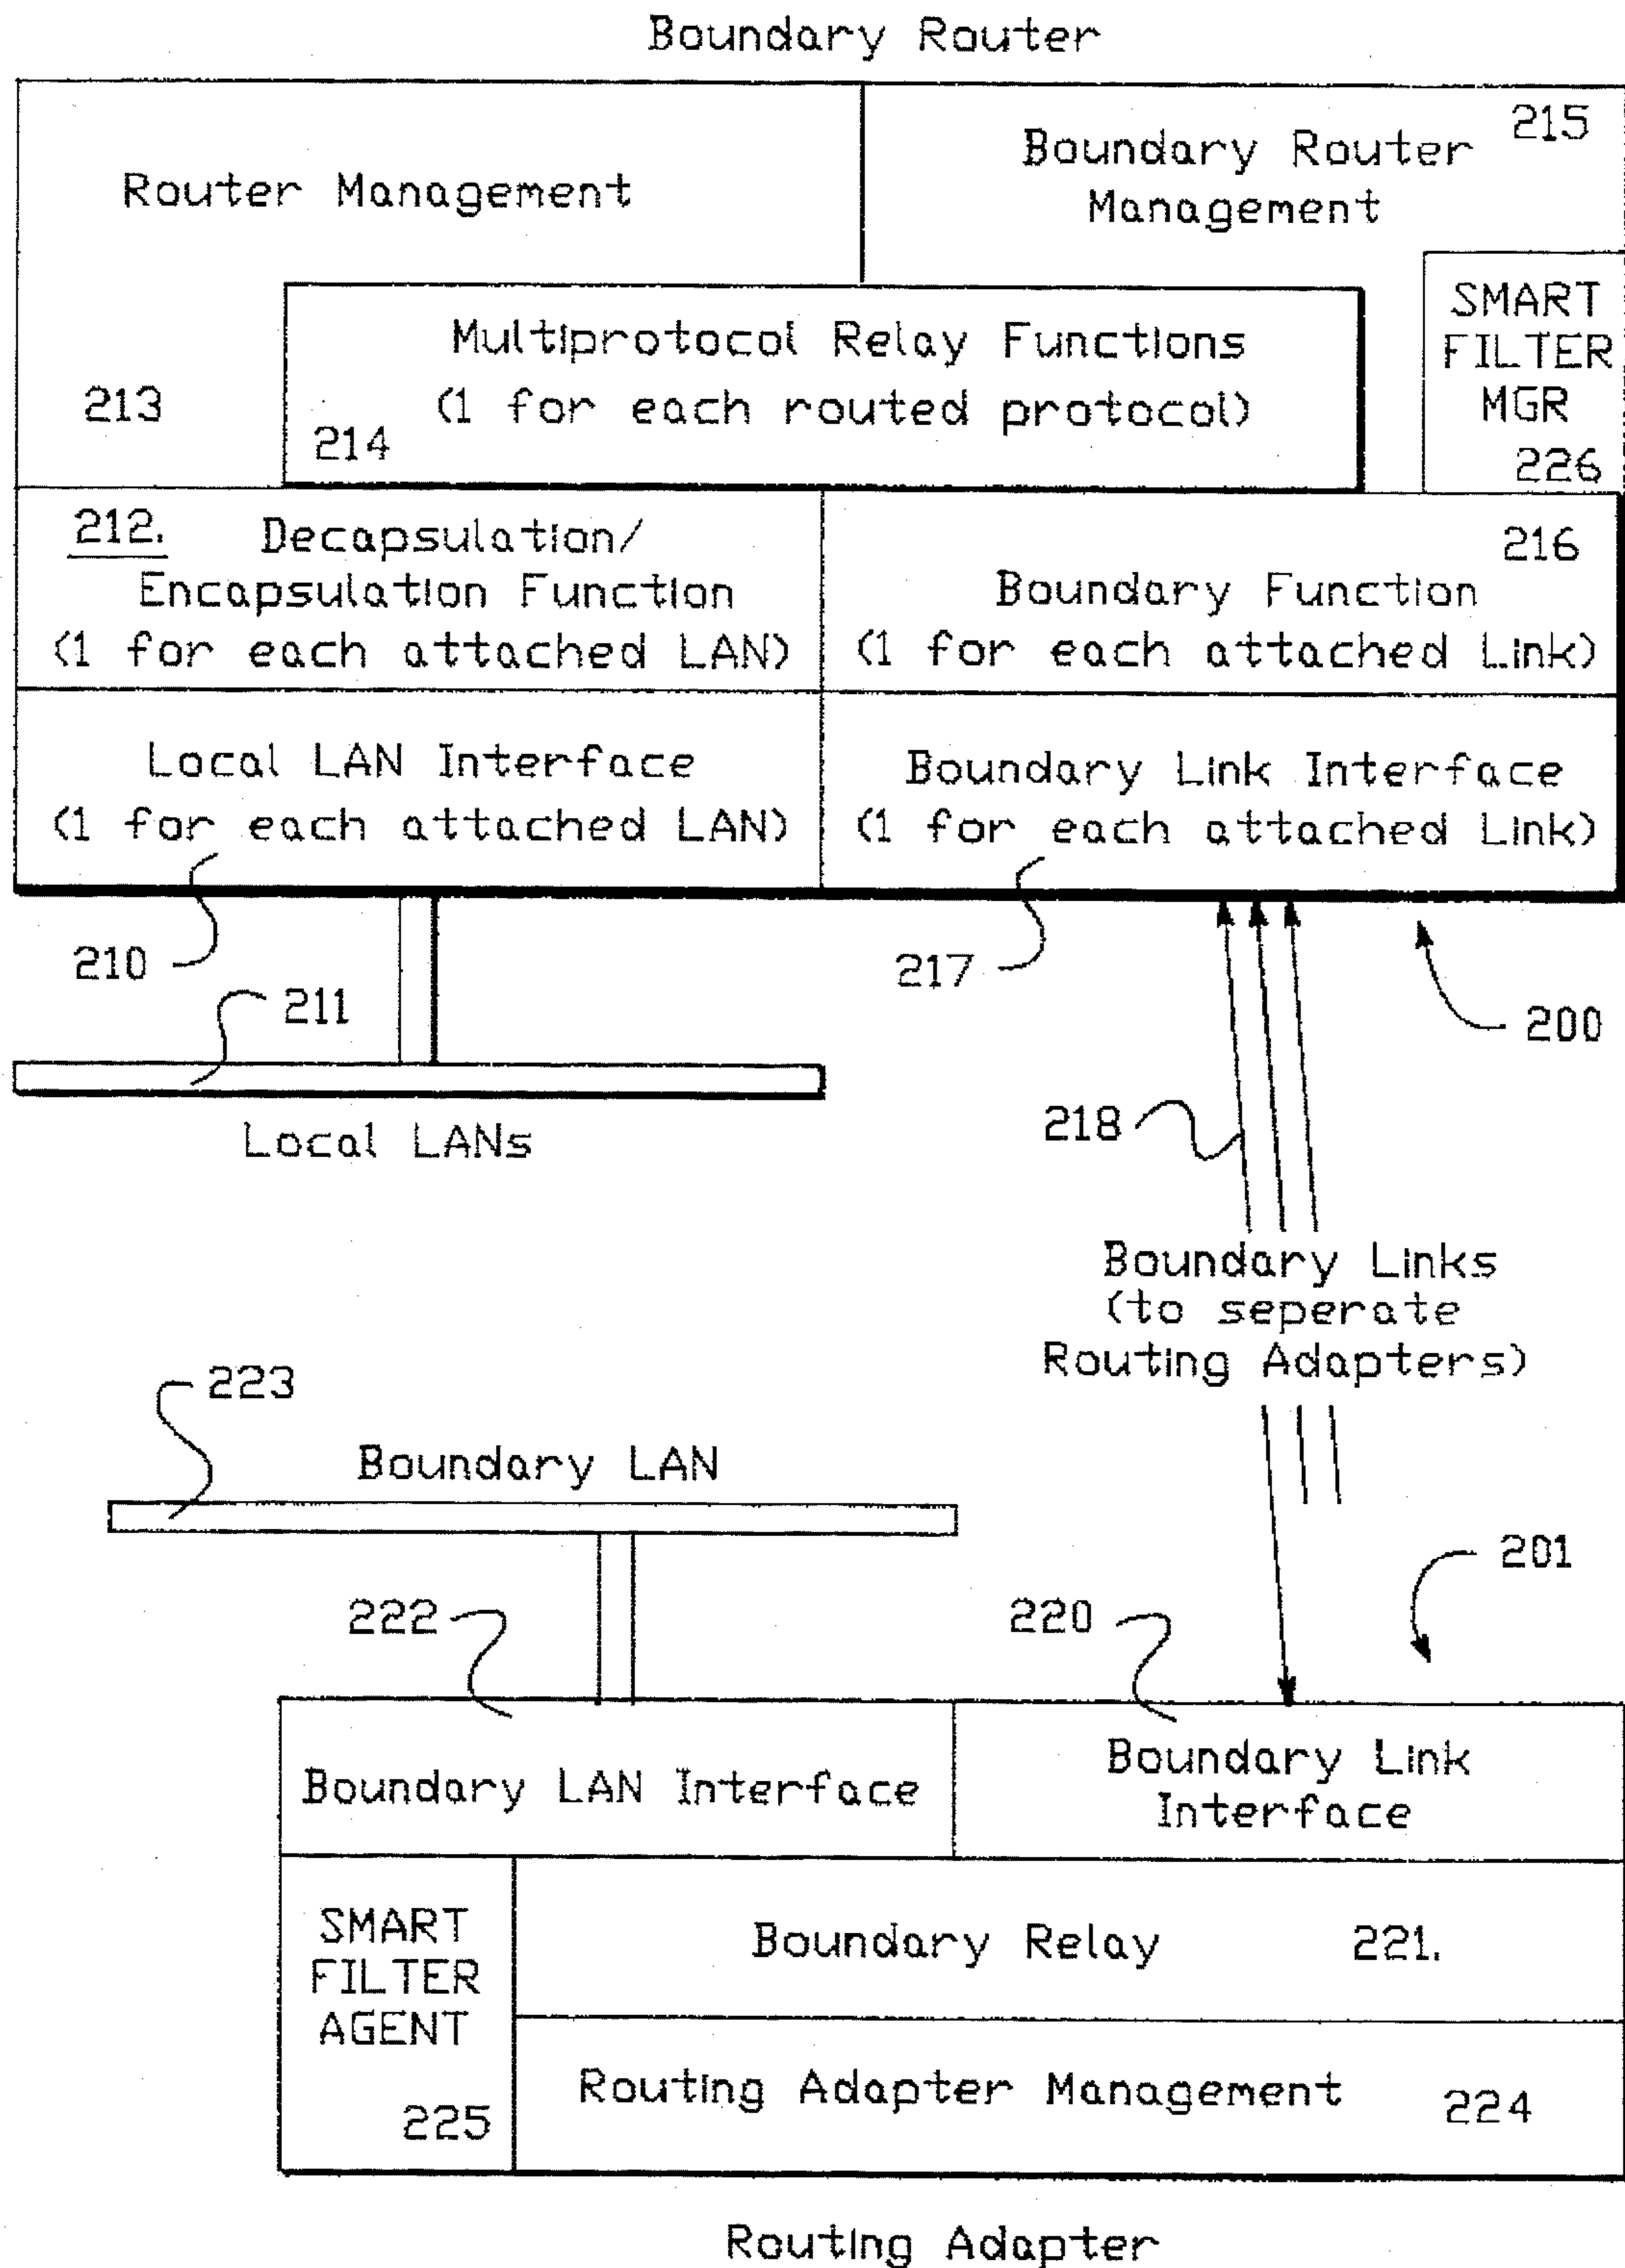 Boundary Router
215
Router Management
Boundary Router
Management
SMART
FILTER
MGR
226
Multiprotocol Relay Functions
(1 for each routed protocol)
213
214
212. Decapsulation/
Encapsulation Function
(1 for each attached LAN)
216
Boundary Function
(1 for each attached Link)
Local LAN Interface
(1 for each attached LAN)
Boundary Link Interface
(1 for each attached Link)
210
217
211
200
Local LANs
218
Boundary Links
(to seperate
Routing Adapters)
223
Boundary LAN
201
222
220
Boundary LAN Interface
Boundary Link
Interface
SMART
FILTER
AGENT
225
Boundary Relay 221.
Routing Adapter Management 224
Routing Adapter